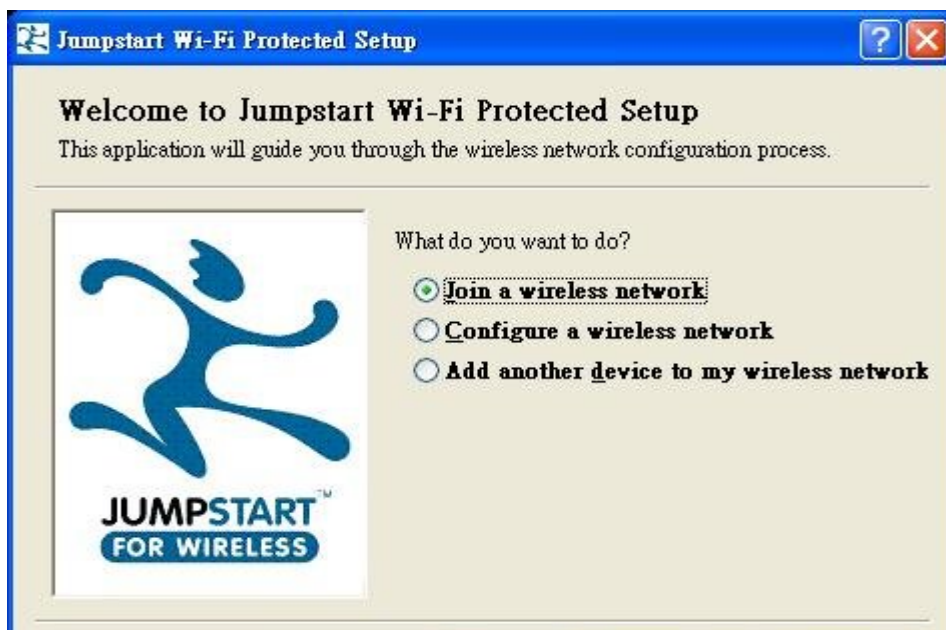 Jumpstart Wi-Fi Protected Setup
Welcome to Jumpstart Wi-Fi Protected Setup
This application will guide you through the wireless network configuration process.
What do you want to do?
Join a wireless network
Configure a wireless network
Add another device to my wireless network
JUMPSTART™
FOR WIRELESS